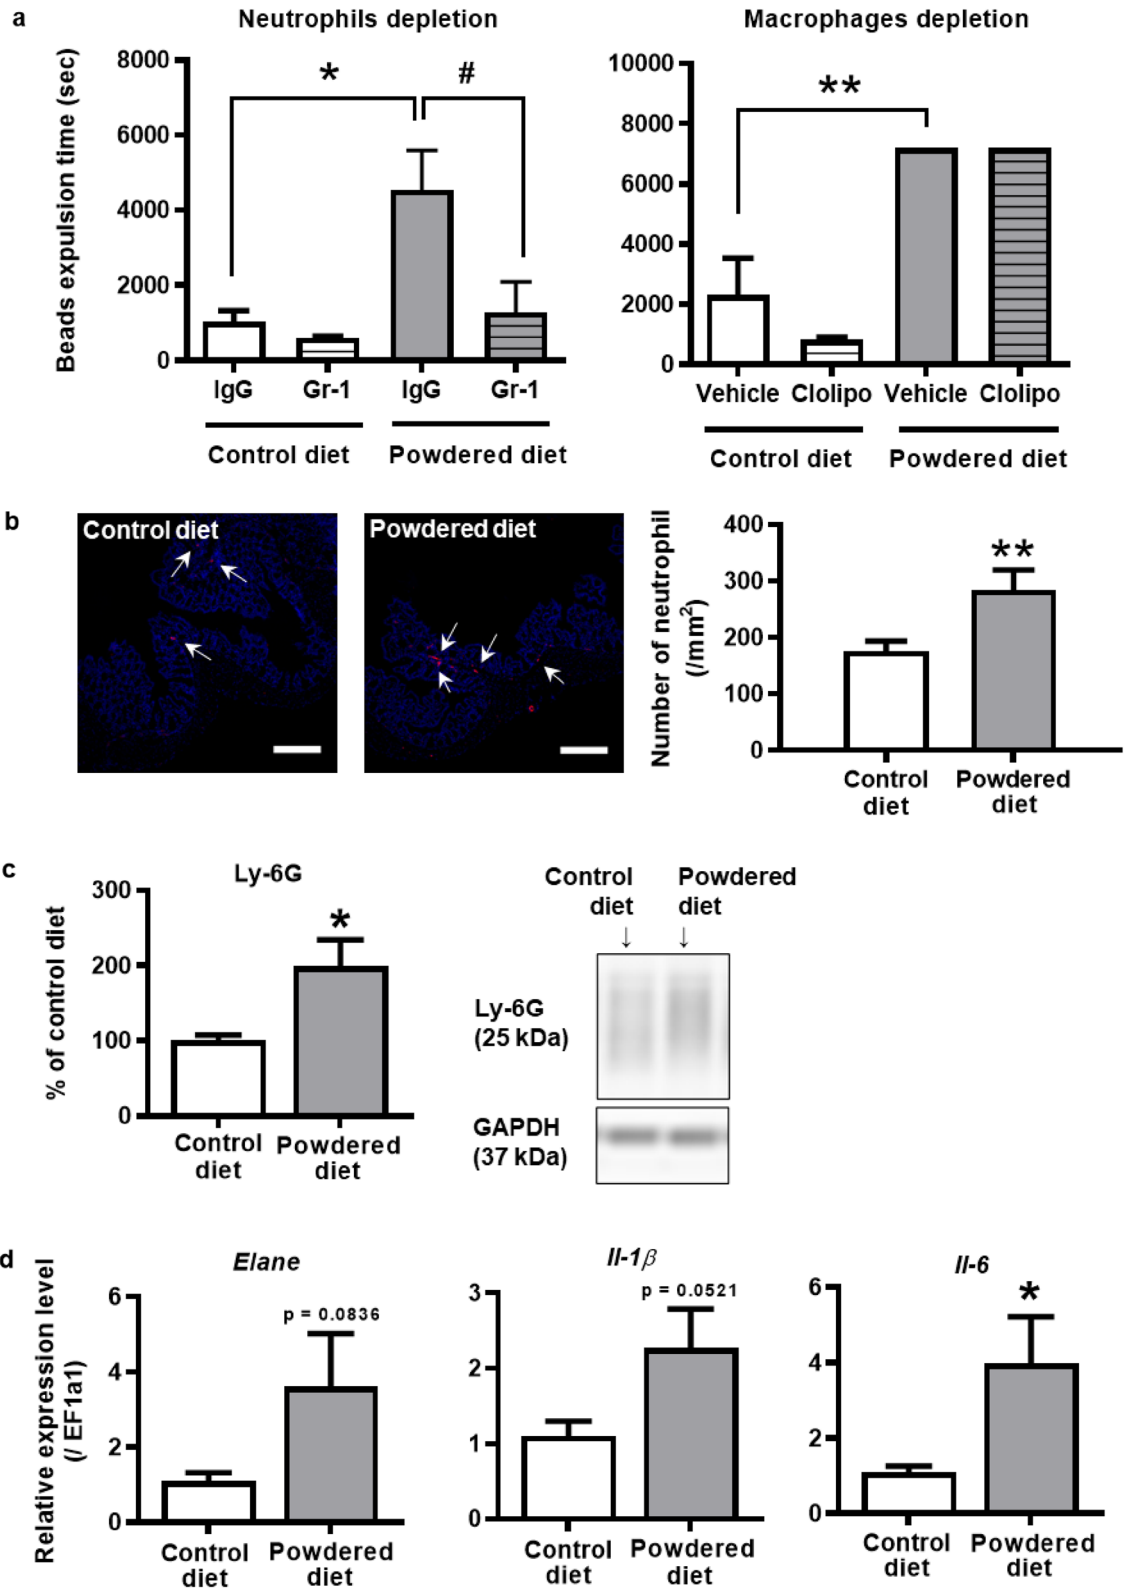 a
Neutrophils depletion
Macrophages depletion
Beads expulsion time (sec)
8000
6000
4000
2000
0
*
#
IgG
Gr-1
IgG
Gr-1
Control diet
Powdered diet
10000
8000
6000
4000
2000
0
**
Vehicle
Clolipo
Vehicle
Clolipo
Control diet
Powdered diet
b
Control diet
Powdered diet
Number of neutrophil
(/mm²)
400
300
200
100
0
**
Control
diet
Powdered
diet
c
Ly-6G
% of control diet
300
200
100
0
*
Control
diet
Powdered
diet
Control
diet
↓
Powdered
diet
↓
Ly-6G
(25 kDa)
GAPDH
(37 kDa)
d
Relative expression level
(/ EF1a1)
Elane
6
4
2
0
p = 0.0836
Control
diet
Powdered
diet
Il-1β
3
2
1
0
p = 0.0521
Control
diet
Powdered
diet
Il-6
6
4
2
0
*
Control
diet
Powdered
diet